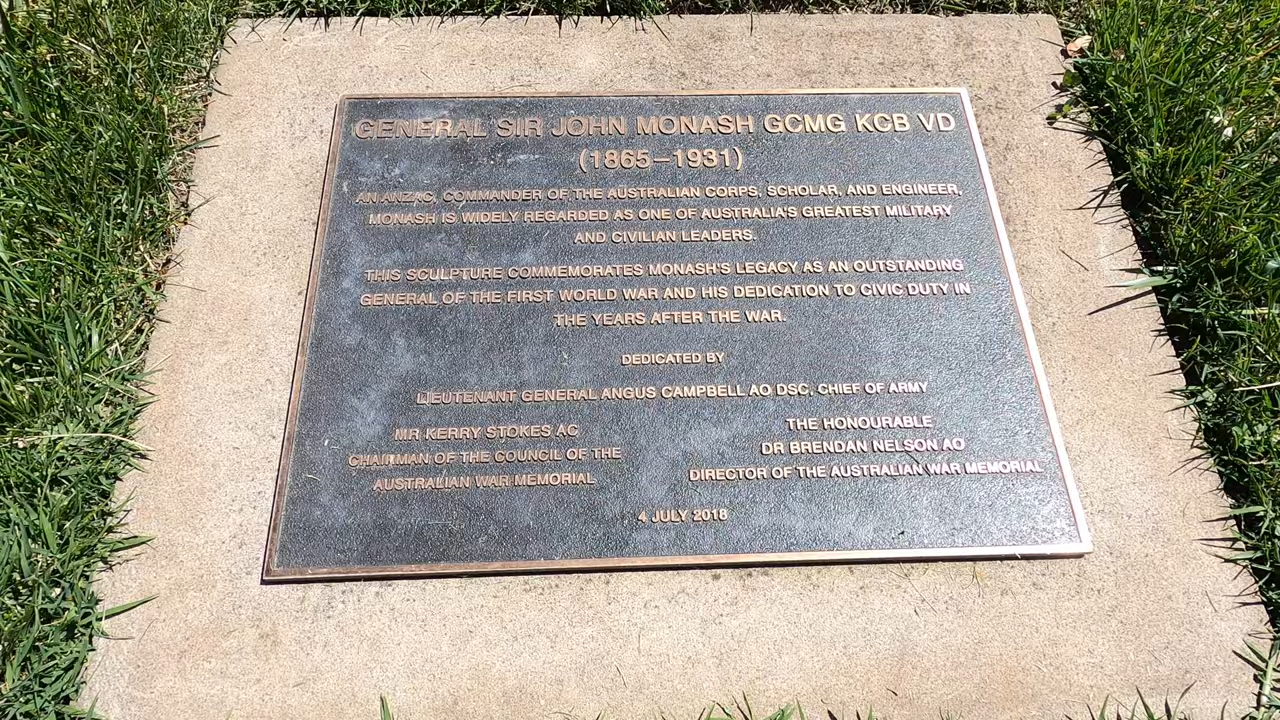 GENERAL SIR JOHN MONASH GCMG KCB VD
(1865–1931)
AN ANZAC, COMMANDER OF THE AUSTRALIAN CORPS, SCHOLAR, AND ENGINEER,
MONASH IS WIDELY REGARDED AS ONE OF AUSTRALIA'S GREATEST MILITARY
AND CIVILIAN LEADERS.
THIS SCULPTURE COMMEMORATES MONASH'S LEGACY AS AN OUTSTANDING
GENERAL OF THE FIRST WORLD WAR AND HIS DEDICATION TO CIVIC DUTY IN
THE YEARS AFTER THE WAR.
DEDICATED BY
LIEUTENANT GENERAL ANGUS CAMPBELL AO DSC, CHIEF OF ARMY
MR KERRY STOKES AC
CHAIRMAN OF THE COUNCIL OF THE
AUSTRALIAN WAR MEMORIAL
THE HONOURABLE
DR BRENDAN NELSON AO
DIRECTOR OF THE AUSTRALIAN WAR MEMORIAL
4 JULY 2018